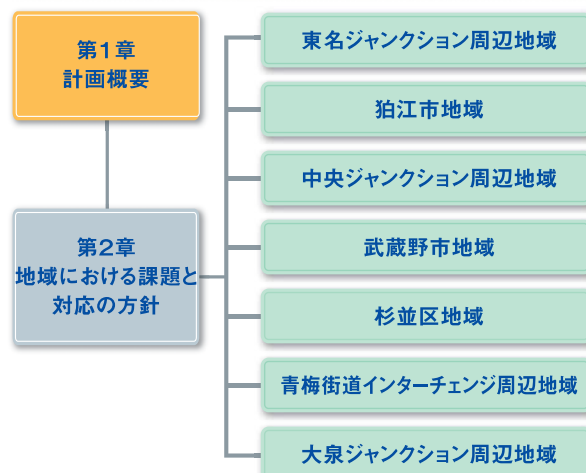 第1章
計画概要
第2章
地域における課題と
対応の方針
東名ジャンクション周辺地域
狛江市地域
中央ジャンクション周辺地域
武蔵野市地域
杉並区地域
青梅街道インターチェンジ周辺地域
大泉ジャンクション周辺地域